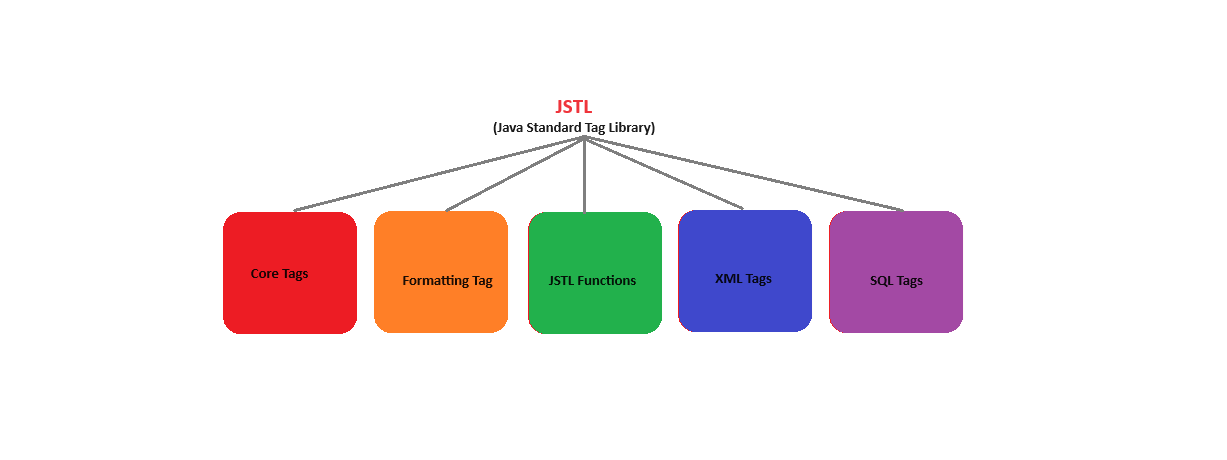 JSTL
(Java Standard Tag Library)
Core Tags
Formatting Tag
JSTL Functions
XML Tags
SQL Tags